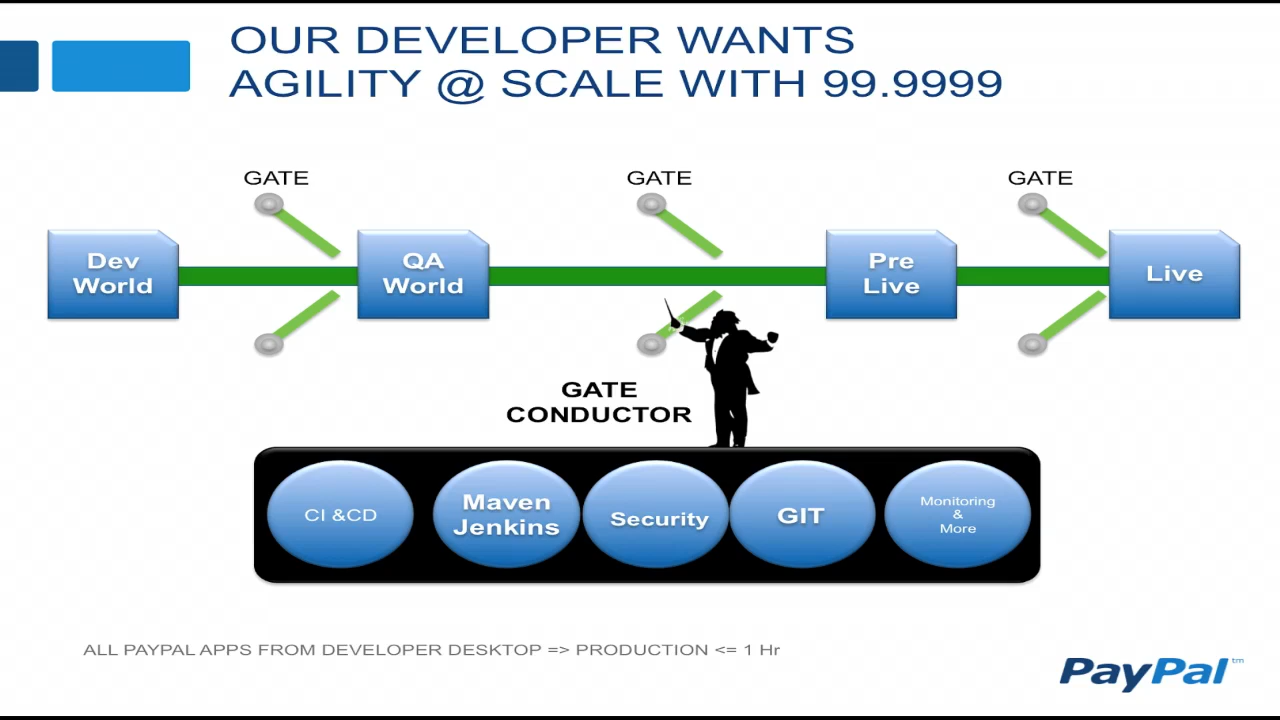 OUR DEVELOPER WANTS
AGILITY @ SCALE WITH 99.9999
GATE
GATE
GATE
Dev
World
QA
World
Pre
Live
Live
GATE
CONDUCTOR
CI &CD
Maven
Jenkins
Security
GIT
Monitoring
&
More
ALL PAYPAL APPS FROM DEVELOPER DESKTOP => PRODUCTION <= 1 Hr
PayPal™